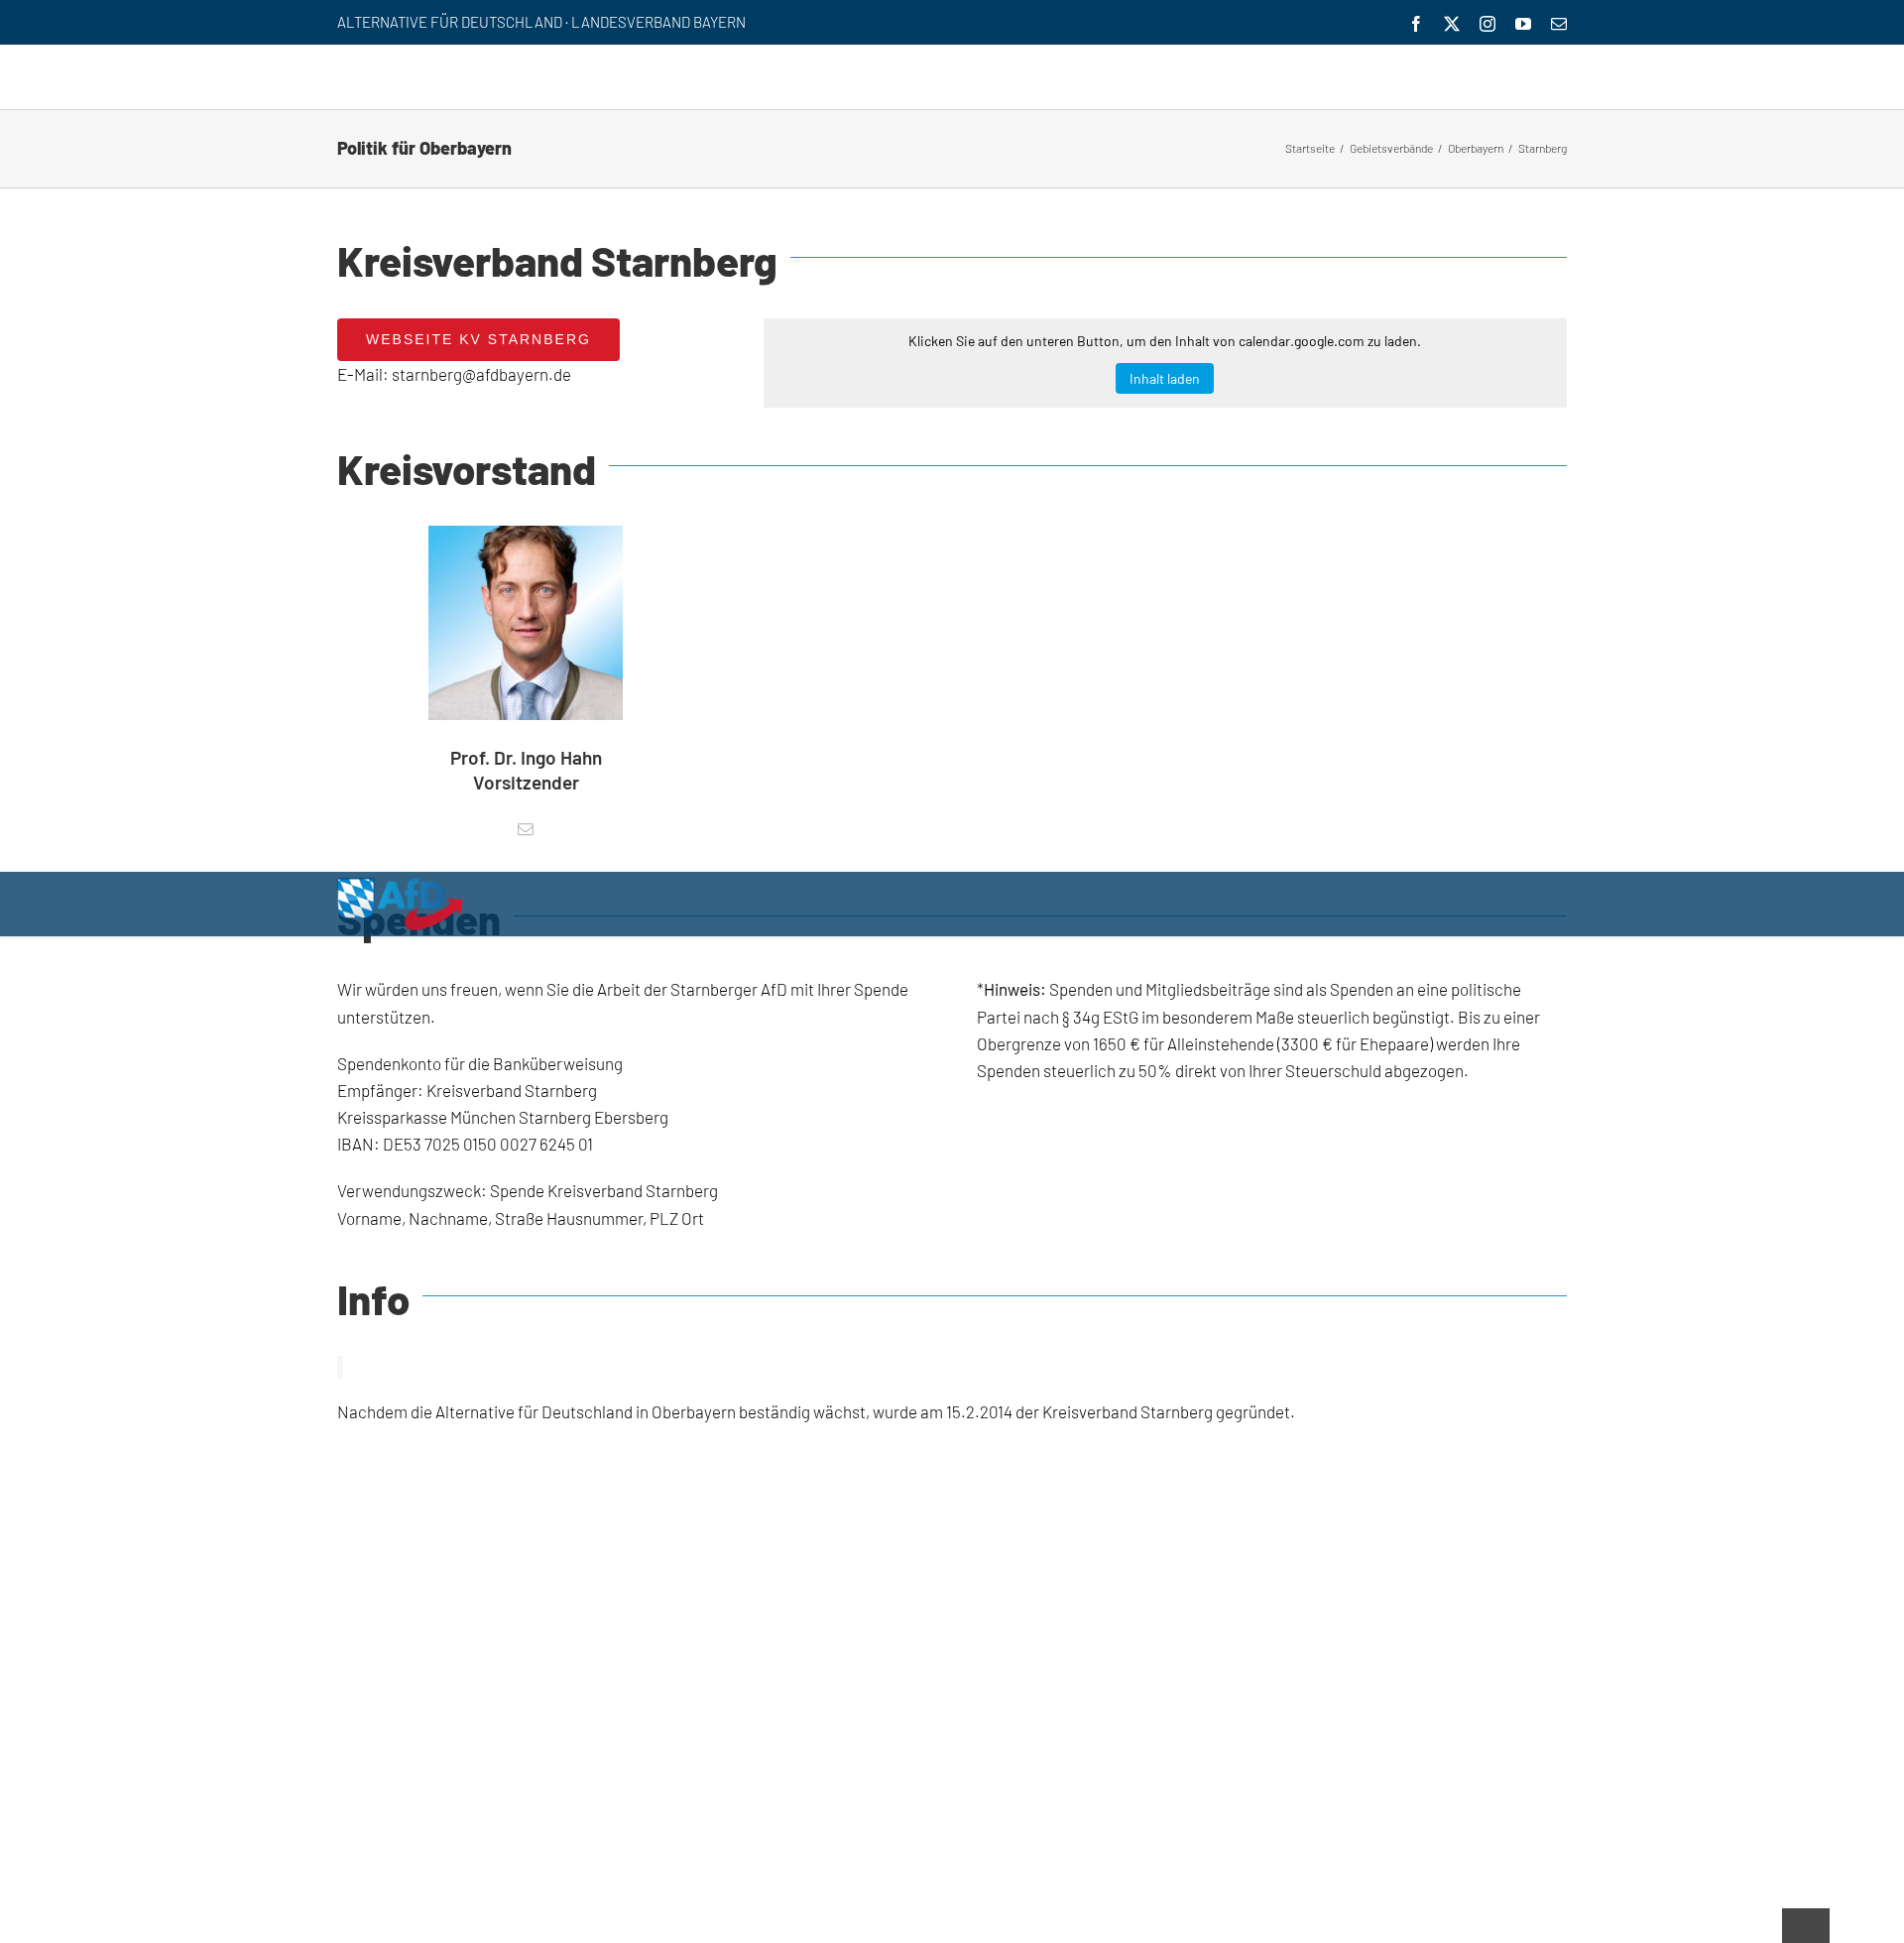 ALTERNATIVE FÜR DEUTSCHLAND · LANDESVERBAND BAYERN
Politik für Oberbayern
Startseite / Gebietsverbände / Oberbayern / Starnberg
Kreisverband Starnberg
WEBSEITE KV STARNBERG
E-Mail: starnberg@afdbayern.de
Klicken Sie auf den unteren Button, um den Inhalt von calendar.google.com zu laden.
Inhalt laden
Kreisvorstand
Prof. Dr. Ingo Hahn
Vorsitzender
AfD
Spenden
Wir würden uns freuen, wenn Sie die Arbeit der Starnberger AfD mit Ihrer Spende
unterstützen.
Spendenkonto für die Banküberweisung
Empfänger: Kreisverband Starnberg
Kreissparkasse München Starnberg Ebersberg
IBAN: DE53 7025 0150 0027 6245 01
Verwendungszweck: Spende Kreisverband Starnberg
Vorname, Nachname, Straße Hausnummer, PLZ Ort
*Hinweis: Spenden und Mitgliedsbeiträge sind als Spenden an eine politische
Partei nach § 34g EStG im besonderem Maße steuerlich begünstigt. Bis zu einer
Obergrenze von 1650 € für Alleinstehende (3300 € für Ehepaare) werden Ihre
Spenden steuerlich zu 50% direkt von Ihrer Steuerschuld abgezogen.
Info
Nachdem die Alternative für Deutschland in Oberbayern beständig wächst, wurde am 15.2.2014 der Kreisverband Starnberg gegründet.